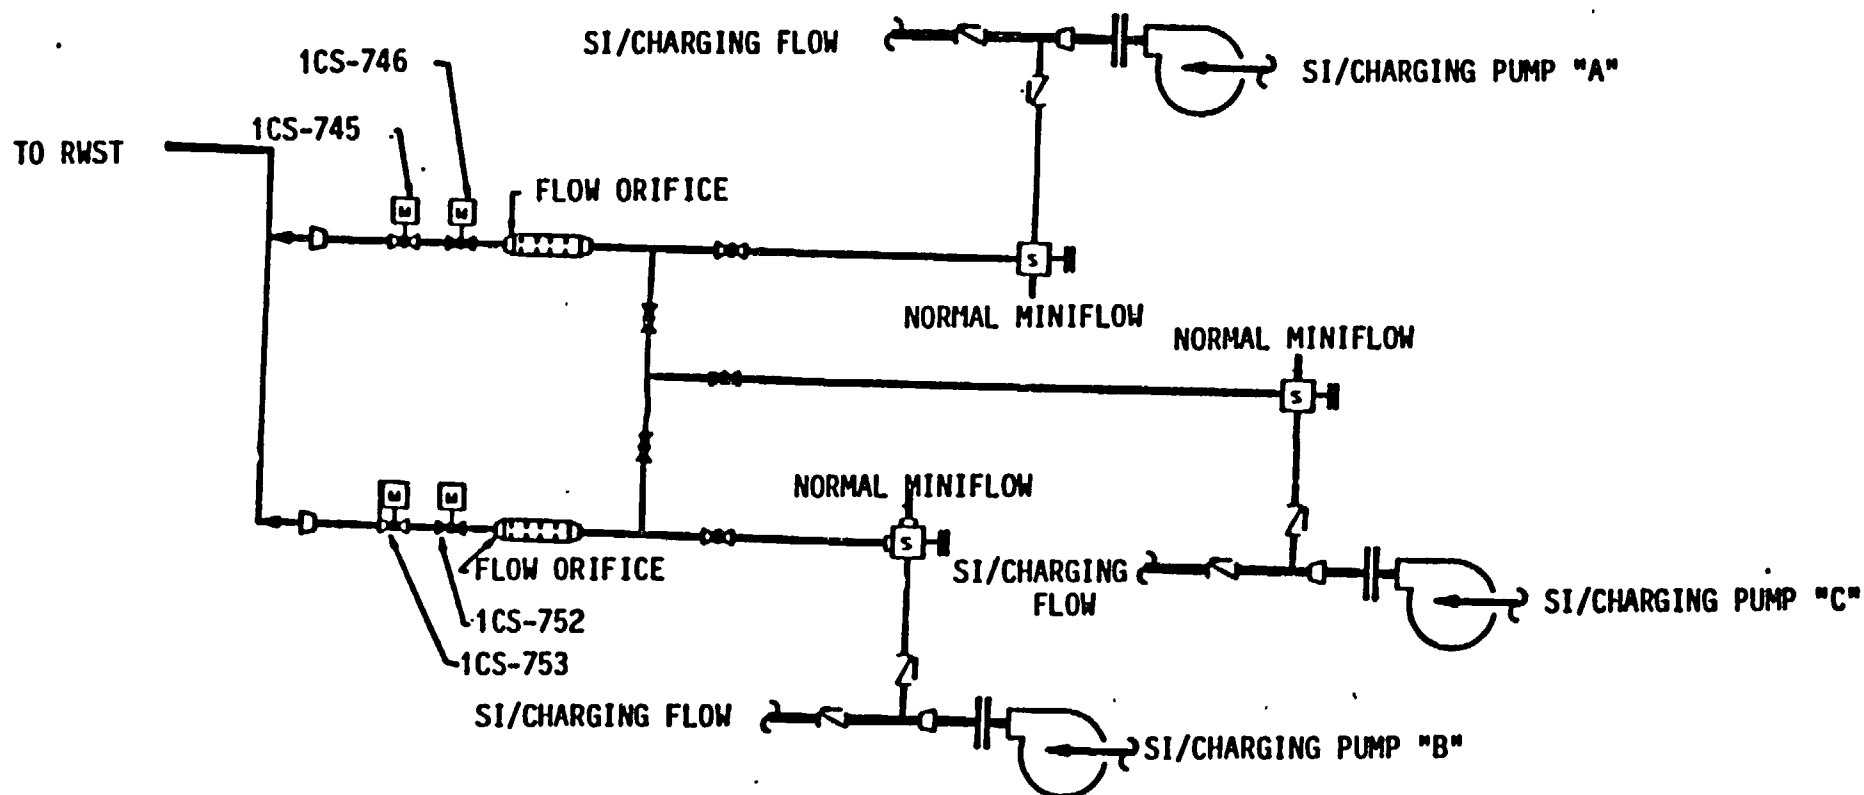 SI/CHARGING FLOW
SI/CHARGING PUMP "A"
1CS-746
1CS-745
TO RWST
M
M
FLOW ORIFICE
S
NORMAL MINIFLOW
NORMAL MINIFLOW
S
NORMAL MINIFLOW
M
M
S
FLOW ORIFICE
SI/CHARGING
FLOW
SI/CHARGING PUMP "C"
1CS-752
1CS-753
SI/CHARGING FLOW
SI/CHARGING PUMP "B"